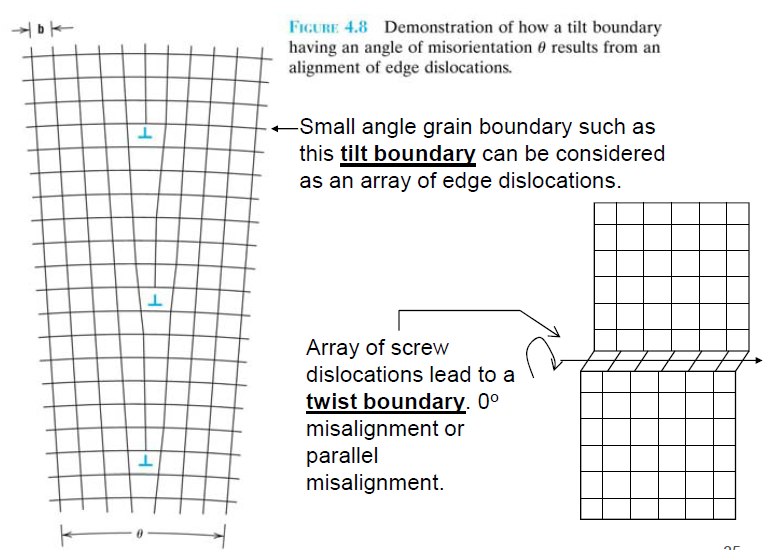 b
FIGURE 4.8 Demonstration of how a tilt boundary
having an angle of misorientation θ results from an
alignment of edge dislocations.
Small angle grain boundary such as
this tilt boundary can be considered
as an array of edge dislocations.
Array of screw
dislocations lead to a
twist boundary. 0º
misalignment or
parallel
misalignment.
θ